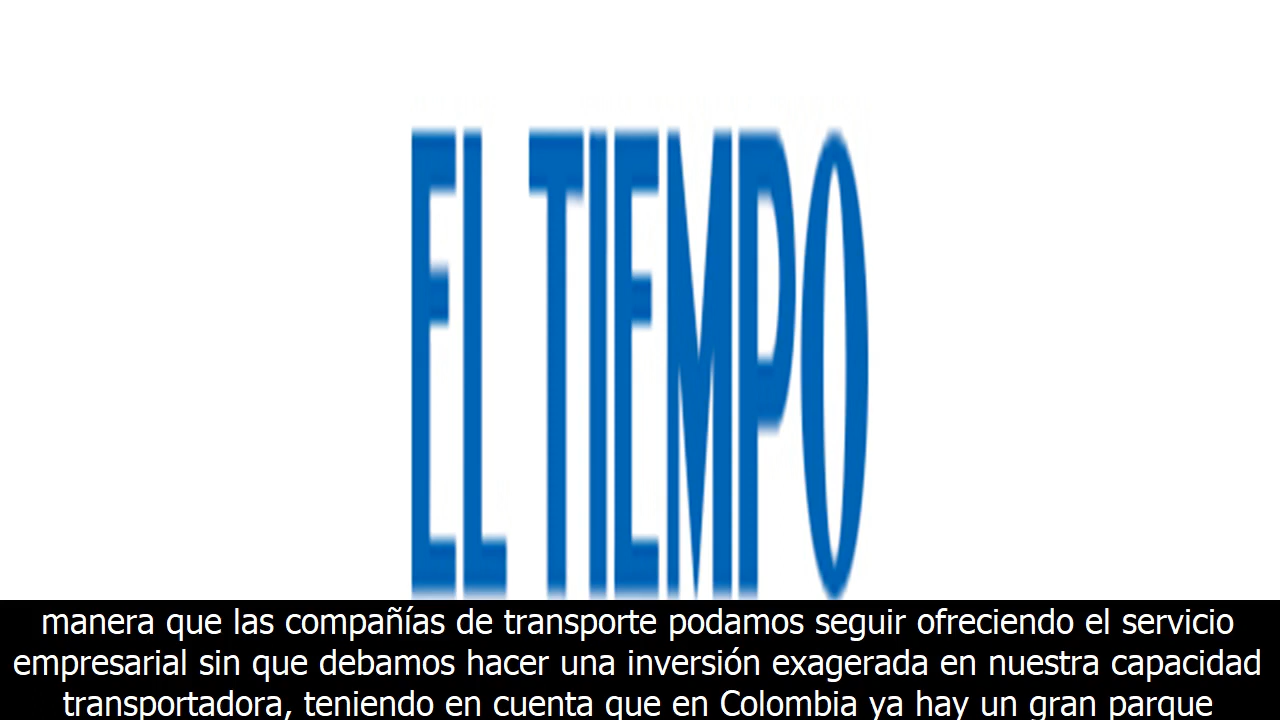 EL TIEMPO
manera que las compañías de transporte podamos seguir ofreciendo el servicio
empresarial sin que debamos hacer una inversión exagerada en nuestra capacidad
transportadora, teniendo en cuenta que en Colombia ya hay un gran parque